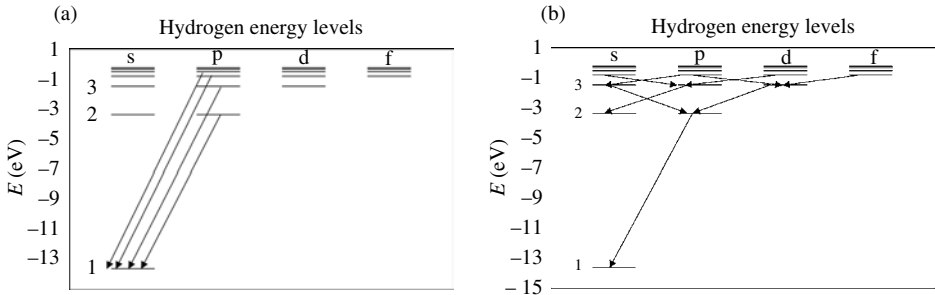 (a)
Hydrogen energy levels
1
s p d f
–1
3
–3
2
–5
–7
–9
–11
–13
1
E (eV)
(b)
Hydrogen energy levels
1
s p d f
–1
3
–3
2
–5
–7
–9
–11
–13
1
– 15
E (eV)